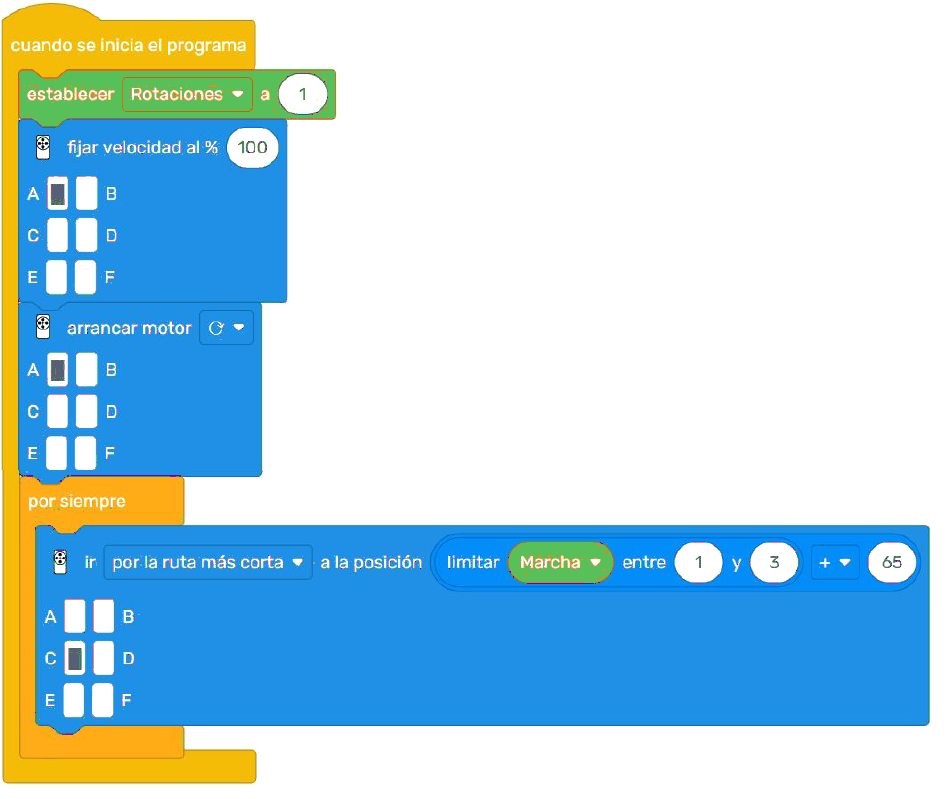 cuando se inicia el programa
establecer Rotaciones a 1
fijar velocidad al % 100
A B
C D
E F
arrancar motor
A B
C D
E F
por siempre
ir por la ruta más corta a la posición limitar Marcha entre 1 y 3 + 65
A B
C D
E F